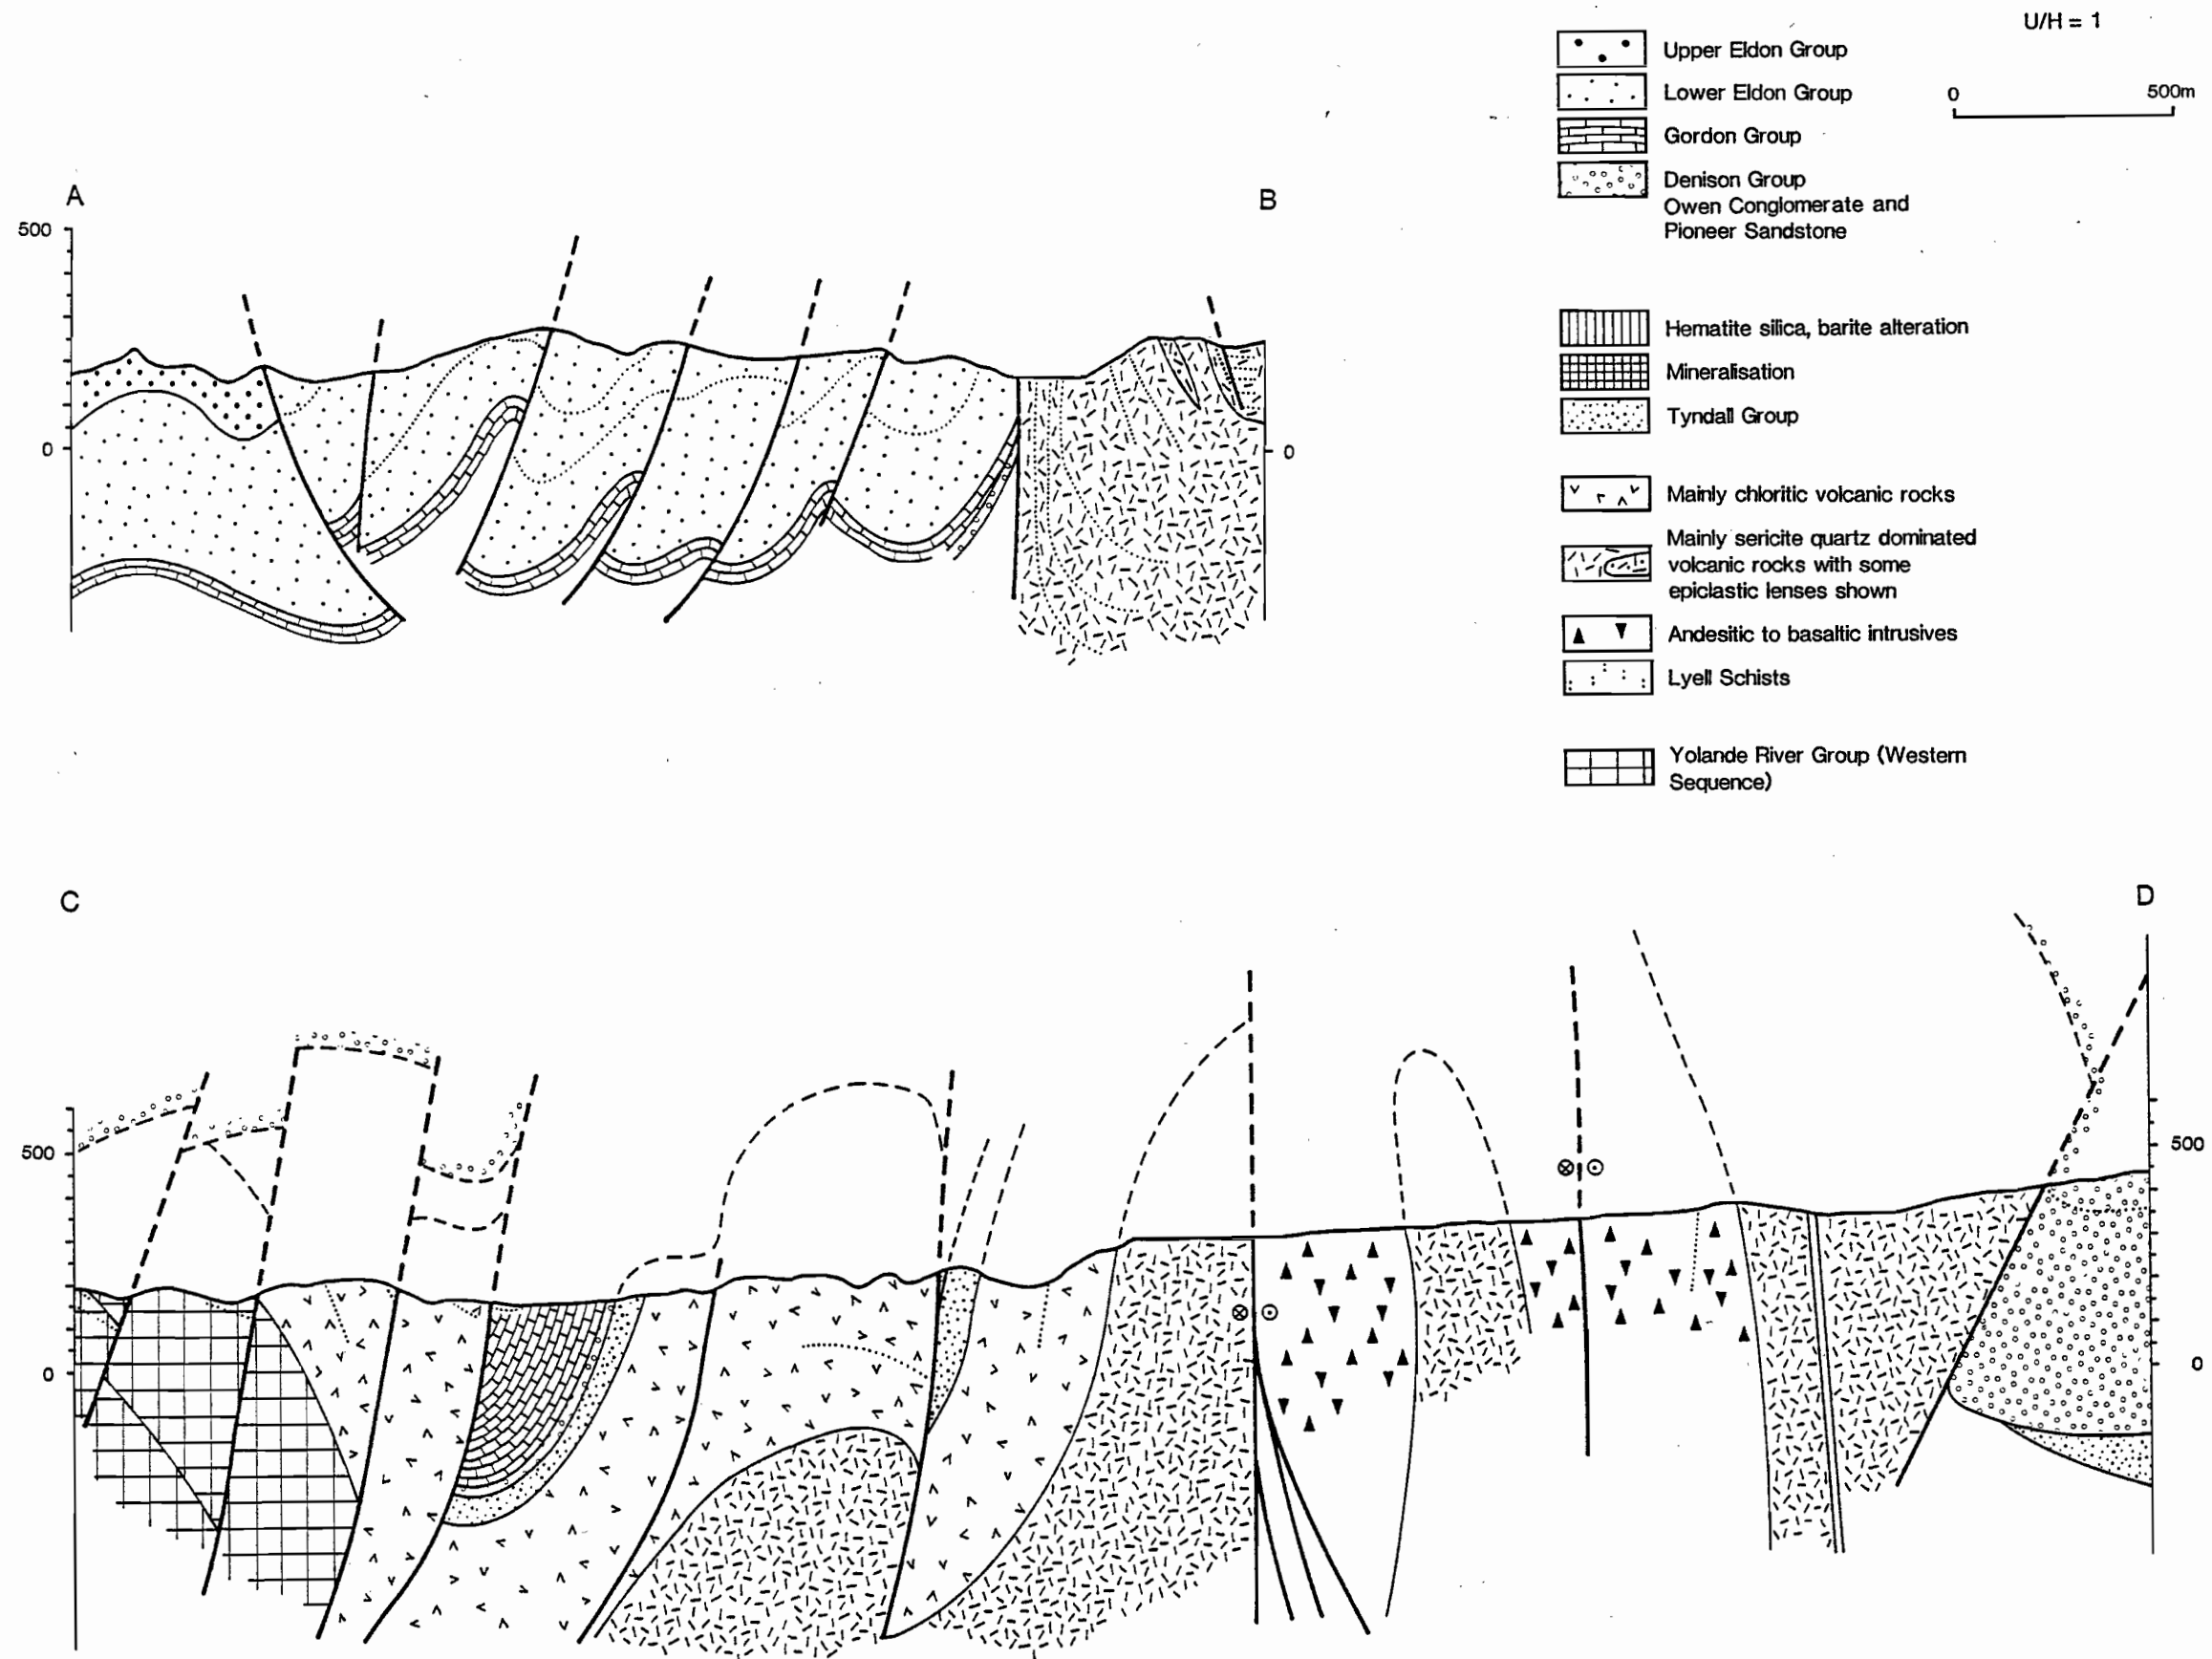 U/H = 1
Upper Eldon Group
Lower Eldon Group
0 500m
Gordon Group
Denison Group
Owen Conglomerate and
Pioneer Sandstone
A
B
500
0
0
Hematite silica, barite alteration
Mineralisation
Tyndall Group
Mainly chloritic volcanic rocks
Mainly sericite quartz dominated
volcanic rocks with some
epiclastic lenses shown
Andesitic to basaltic intrusives
Lyell Schists
Yolande River Group (Western
Sequence)
C
D
500
500
0
0